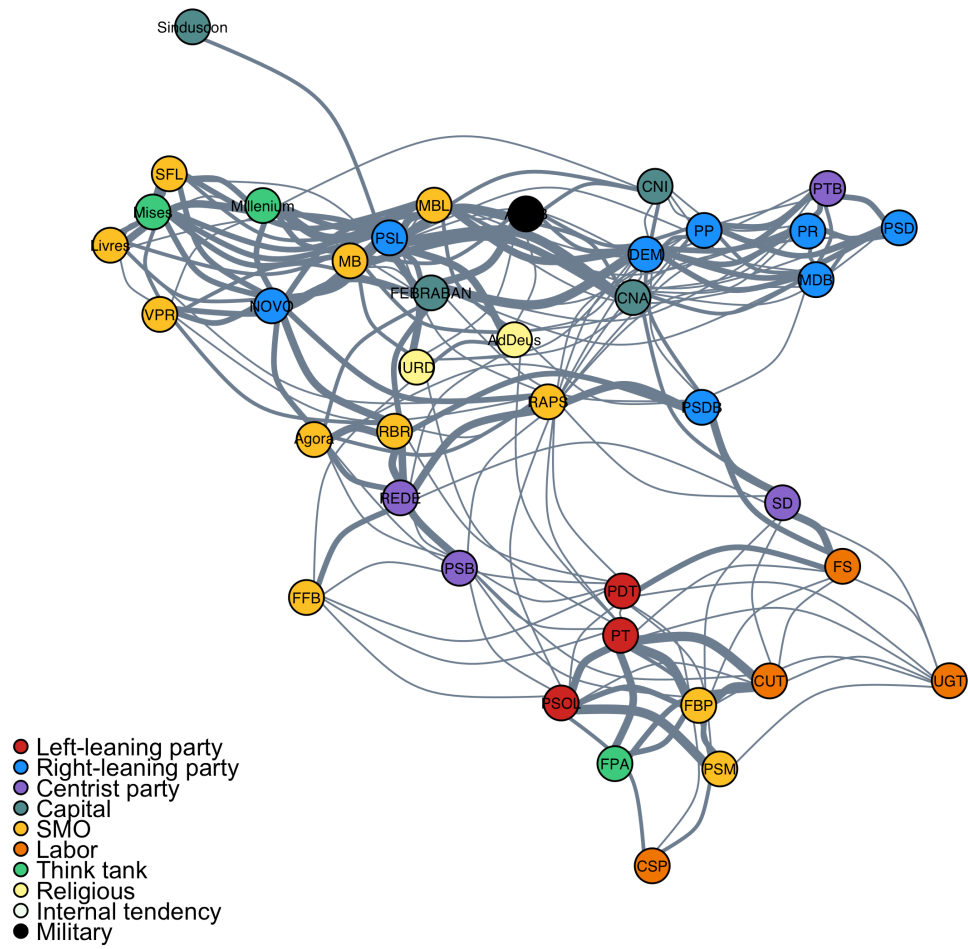 Sinduscon
SFL
CNI
PTB
Mises
Millenium
MBL
PP
PR
PSD
Livres
PSL
MB
DEM
MDB
FEBRABAN
CNA
VPR
NOVO
AdDeus
URD
RAPS
PSDB
Agora
RBR
REDE
SD
PSB
FS
FFB
PDT
PT
CUT
UGT
PSOL
FBP
FPA
PSM
CSP
Left-leaning party
Right-leaning party
Centrist party
Capital
SMO
Labor
Think tank
Religious
Internal tendency
Military